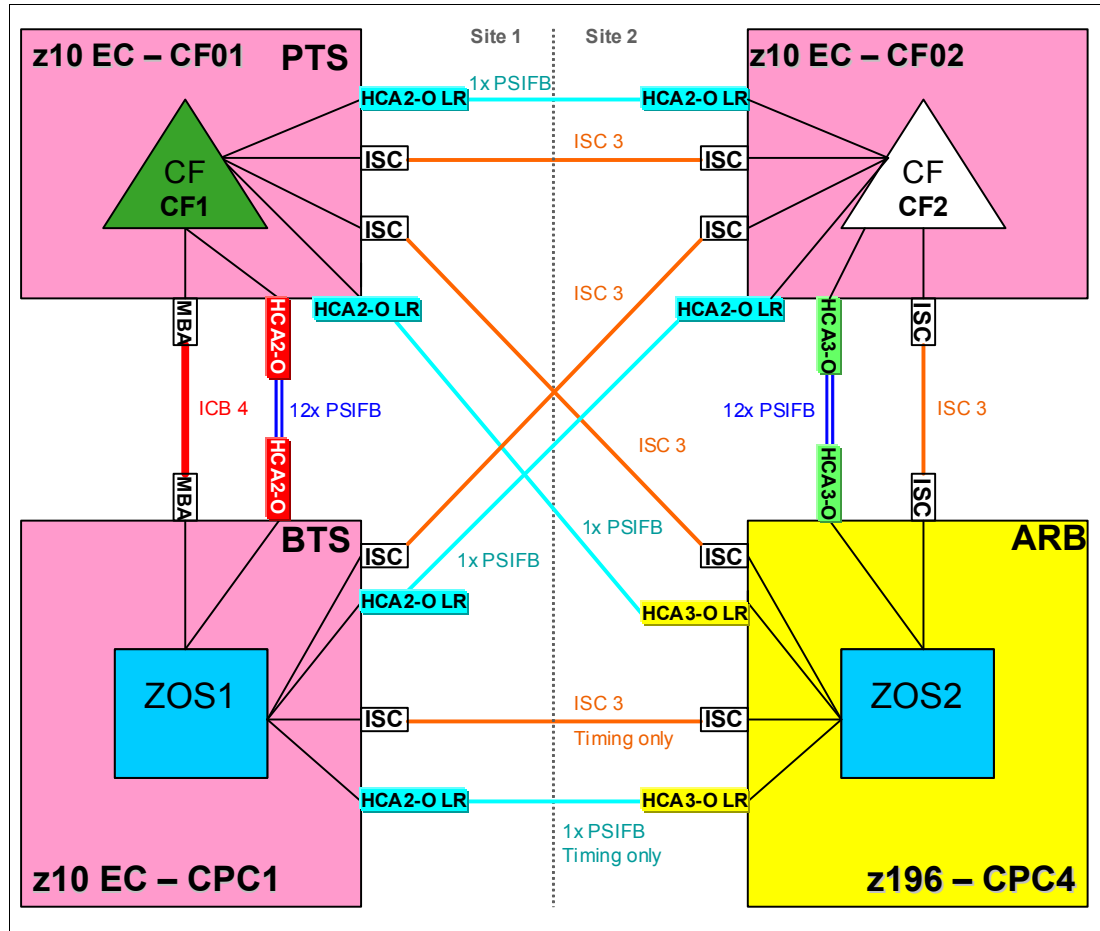 Site 1
Site 2
z10 EC – CF01
PTS
z10 EC – CF02
1x PSIFB
HCA2-O LR
HCA2-O LR
ISC 3
ISC
ISC
CF
CF1
CF
CF2
ISC
ISC
ISC 3
MBA
HCA2-O
HCA2-O LR
HCA2-O LR
HCA3-O
ISC
ICB 4
12x PSIFB
12x PSIFB
ISC 3
ISC 3
MBA
HCA2-O
HCA3-O
ISC
1x PSIFB
BTS
ARB
ISC
1x PSIFB
ISC
HCA2-O LR
HCA3-O LR
ZOS1
ZOS2
ISC 3
ISC
ISC
Timing only
HCA2-O LR
HCA3-O LR
1x PSIFB
Timing only
z10 EC – CPC1
z196 – CPC4